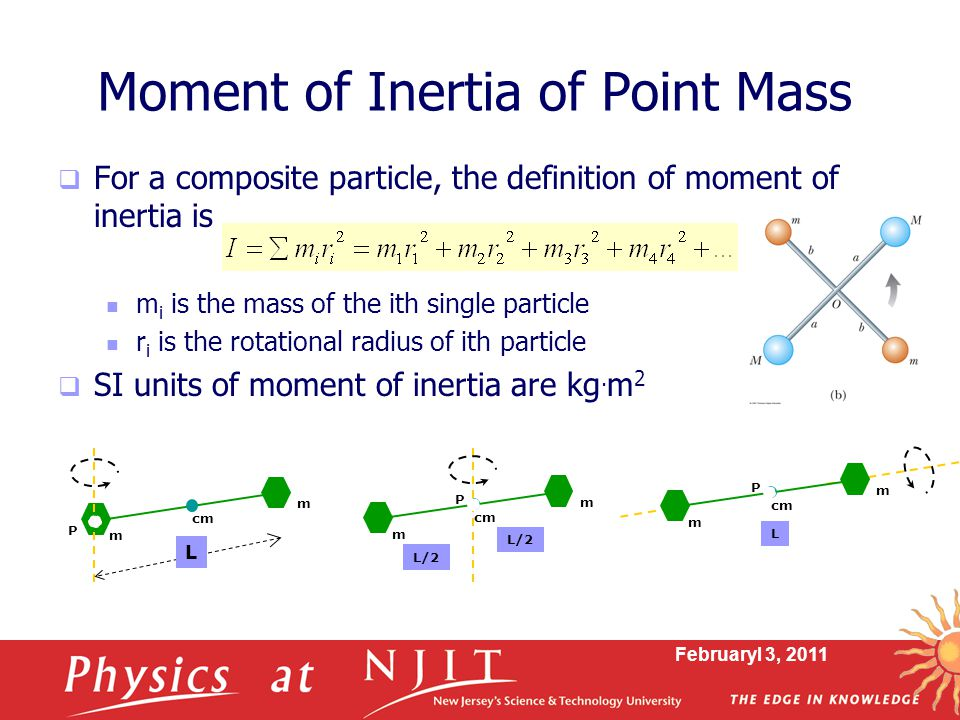 Moment of Inertia of Point Mass
For a composite particle, the definition of moment of
inertia is
I = ∑ mᵢrᵢ² = m₁r₁² + m₂r₂² + m₃r₃² + m₄r₄² + ...
mᵢ is the mass of the ith single particle
rᵢ is the rotational radius of ith particle
SI units of moment of inertia are kg·m²
m
M
b
a
O
a
b
M
m
(b)
P
m
cm
m
L
m
P
cm
m
L/2
L/2
m
P
cm
m
L
FebruaryI 3, 2011
Physics at NJIT
New Jersey's Science & Technology University
THE EDGE IN KNOWLEDGE